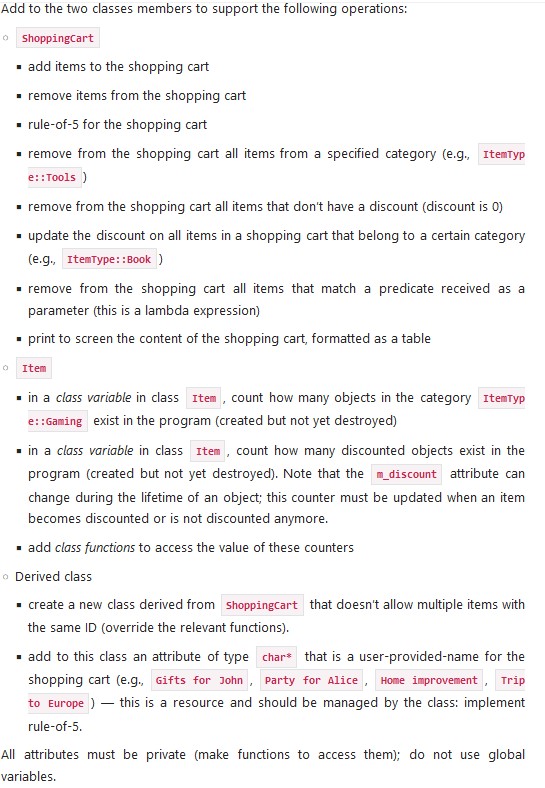 Add to the two classes members to support the following operations:
ShoppingCart
add items to the shopping cart
remove items from the shopping cart
rule-of-5 for the shopping cart
remove from the shopping cart all items from a specified category (e.g., ItemTyp
e::Tools )
remove from the shopping cart all items that don't have a discount (discount is 0)
update the discount on all items in a shopping cart that belong to a certain category
(e.g., ItemType::Book )
remove from the shopping cart all items that match a predicate received as a
parameter (this is a lambda expression)
print to screen the content of the shopping cart, formatted as a table
Item
in a class variable in class Item , count how many objects in the category ItemTyp
e::Gaming exist in the program (created but not yet destroyed)
in a class variable in class Item , count how many discounted objects exist in the
program (created but not yet destroyed). Note that the m_discount attribute can
change during the lifetime of an object; this counter must be updated when an item
becomes discounted or is not discounted anymore.
add class functions to access the value of these counters
Derived class
create a new class derived from ShoppingCart that doesn't allow multiple items with
the same ID (override the relevant functions).
add to this class an attribute of type char* that is a user-provided-name for the
shopping cart (e.g., Gifts for John , Party for Alice , Home improvement , Trip
to Europe ) — this is a resource and should be managed by the class: implement
rule-of-5.
All attributes must be private (make functions to access them); do not use global
variables.